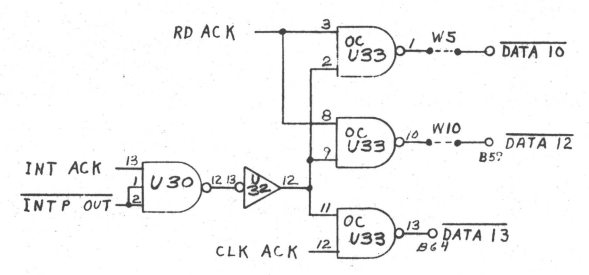 RD ACK
3
OC
U33
1
W5
DATA 10
2
8
OC
U33
10
W10
DATA 12
9
INT ACK
13
1
U30
12
13
U
32
12
INTP OUT
2
11
OC
U33
13
DATA 13
B64
CLK ACK
12